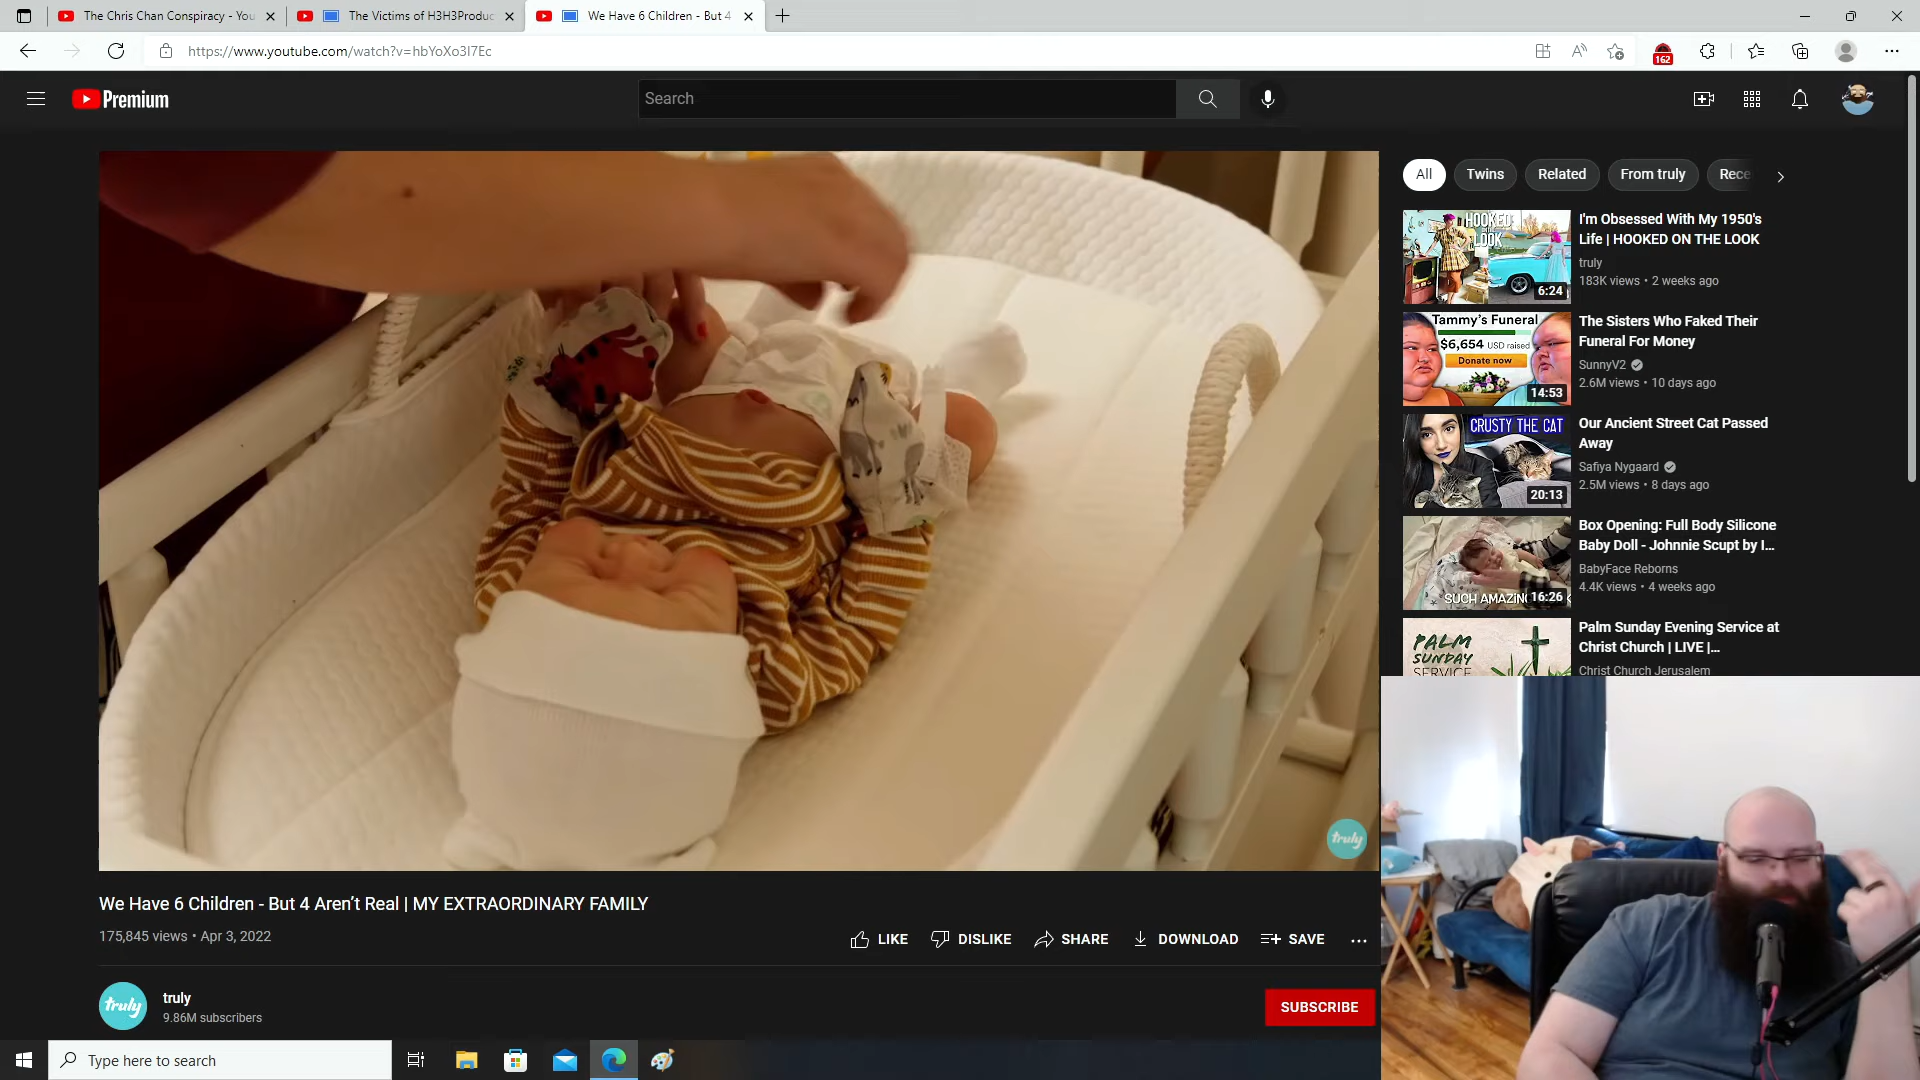 The Chris Chan Conspiracy - You
The Victims of H3H3Produc
We Have 6 Children - But 4
https://www.youtube.com/watch?v=hbYoXo3I7Ec
162
Premium
Search
All
Twins
Related
From truly
Rece
I'm Obsessed With My 1950's
Life | HOOKED ON THE LOOK
truly
183K views • 2 weeks ago
HOOKED
ON THE
LOOK
6:24
The Sisters Who Faked Their
Funeral For Money
SunnyV2
2.6M views • 10 days ago
Tammy's Funeral
$6,654 USD raised
Donate now
14:53
Our Ancient Street Cat Passed
Away
Safiya Nygaard
2.5M views • 8 days ago
CRUSTY THE CAT
20:13
Box Opening: Full Body Silicone
Baby Doll - Johnnie Scupt by I...
BabyFace Reborns
4.4K views • 4 weeks ago
SUCH AMAZING
16:26
Palm Sunday Evening Service at
Christ Church | LIVE |...
Christ Church Jerusalem
PALM
SUNDAY
SERVICE
truly
We Have 6 Children - But 4 Aren't Real | MY EXTRAORDINARY FAMILY
175,845 views • Apr 3, 2022
LIKE
DISLIKE
SHARE
DOWNLOAD
SAVE
truly
truly
9.86M subscribers
SUBSCRIBE
Type here to search